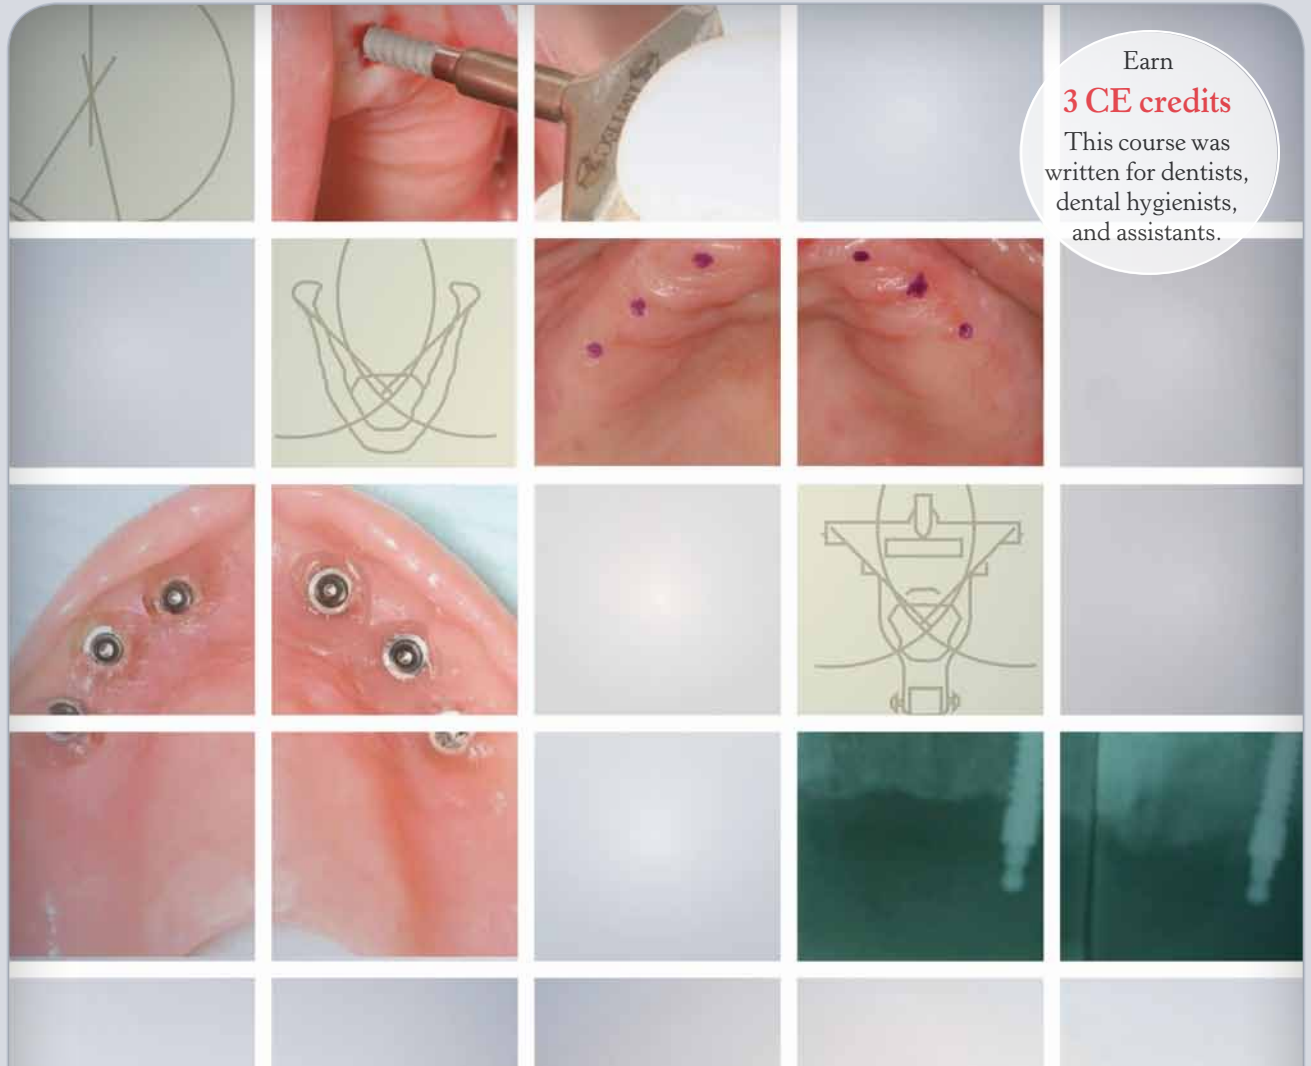 Earn
3 CE credits
This course was
written for dentists,
dental hygienists,
and assistants.